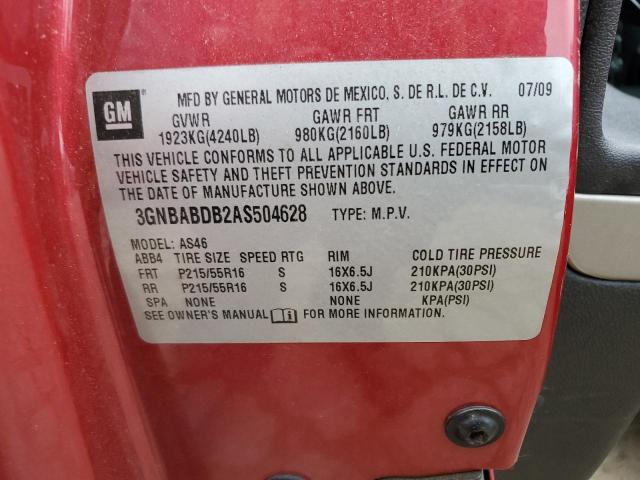 GM
MFD BY GENERAL MOTORS DE MEXICO, S. DE R.L. DE C.V. 07/09
GVWR GAWR FRT GAWR RR
1923KG(4240LB) 980KG(2160LB) 979KG(2158LB)
THIS VEHICLE CONFORMS TO ALL APPLICABLE U.S. FEDERAL MOTOR
VEHICLE SAFETY AND THEFT PREVENTION STANDARDS IN EFFECT ON
THE DATE OF MANUFACTURE SHOWN ABOVE.
3GNBABDB2AS504628 TYPE: M.P.V.
MODEL: AS46
ABB4 TIRE SIZE SPEED RTG RIM COLD TIRE PRESSURE
FRT P215/55R16 S 16X6.5J 210KPA(30PSI)
RR P215/55R16 S 16X6.5J 210KPA(30PSI)
SPA NONE NONE KPA(PSI)
SEE OWNER'S MANUAL FOR MORE INFORMATION.